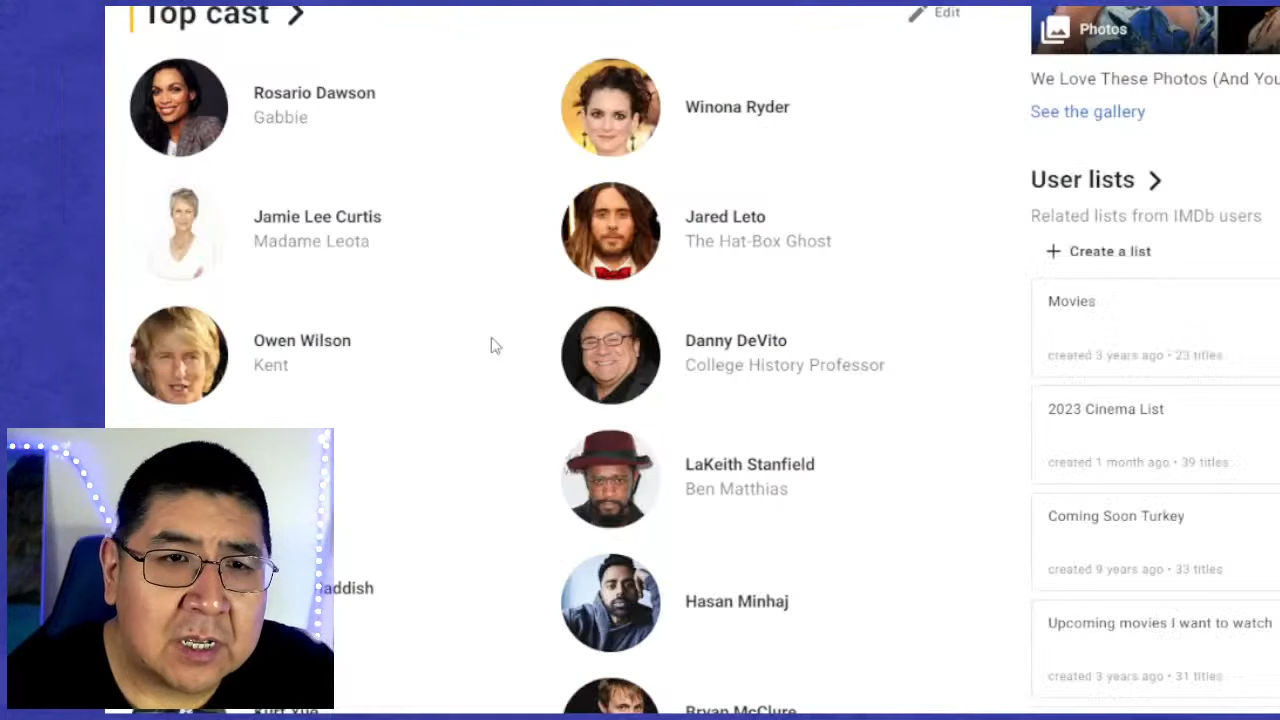 Top cast
Edit
Rosario Dawson
Gabbie
Winona Ryder
Jamie Lee Curtis
Madame Leota
Jared Leto
The Hat-Box Ghost
Owen Wilson
Kent
Danny DeVito
College History Professor
LaKeith Stanfield
Ben Matthias
addish
Hasan Minhaj
Kurt Yue
Bryan McClure
Photos
We Love These Photos (And You
See the gallery
User lists
Related lists from IMDb users
+ Create a list
Movies
created 3 years ago • 23 titles
2023 Cinema List
created 1 month ago • 39 titles
Coming Soon Turkey
created 9 years ago • 33 titles
Upcoming movies I want to watch
created 3 years ago • 31 titles